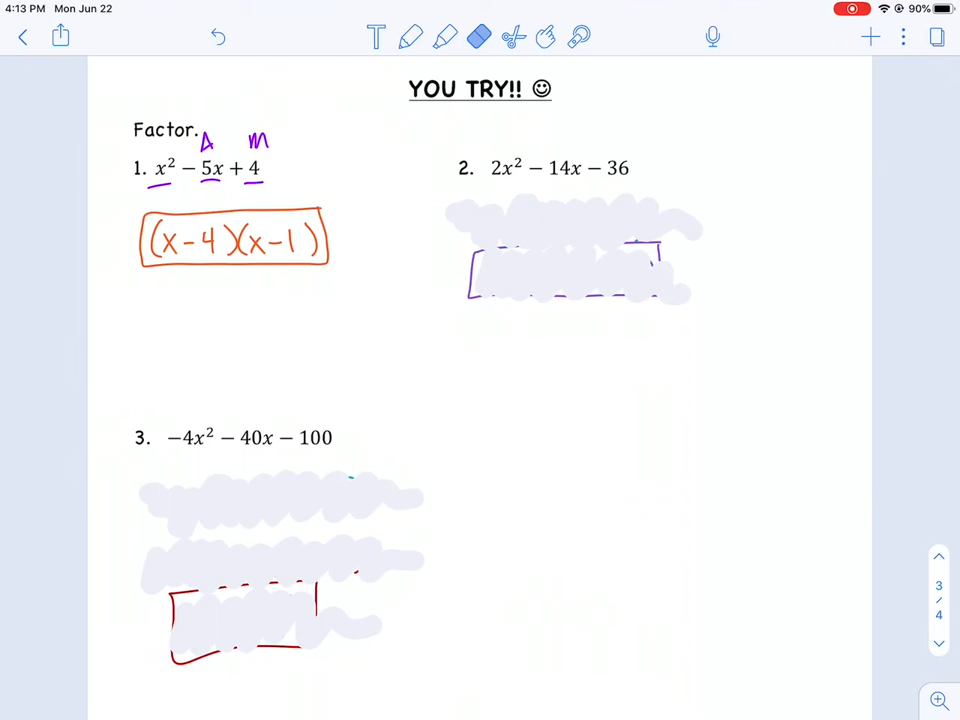 4:13 PM Mon Jun 22
90%
T
YOU TRY!! ☺
Factor.
A M
1. x² − 5x + 4
(x−4)(x−1)
2. 2x² − 14x − 36
3. −4x² − 40x − 100
3
/
4